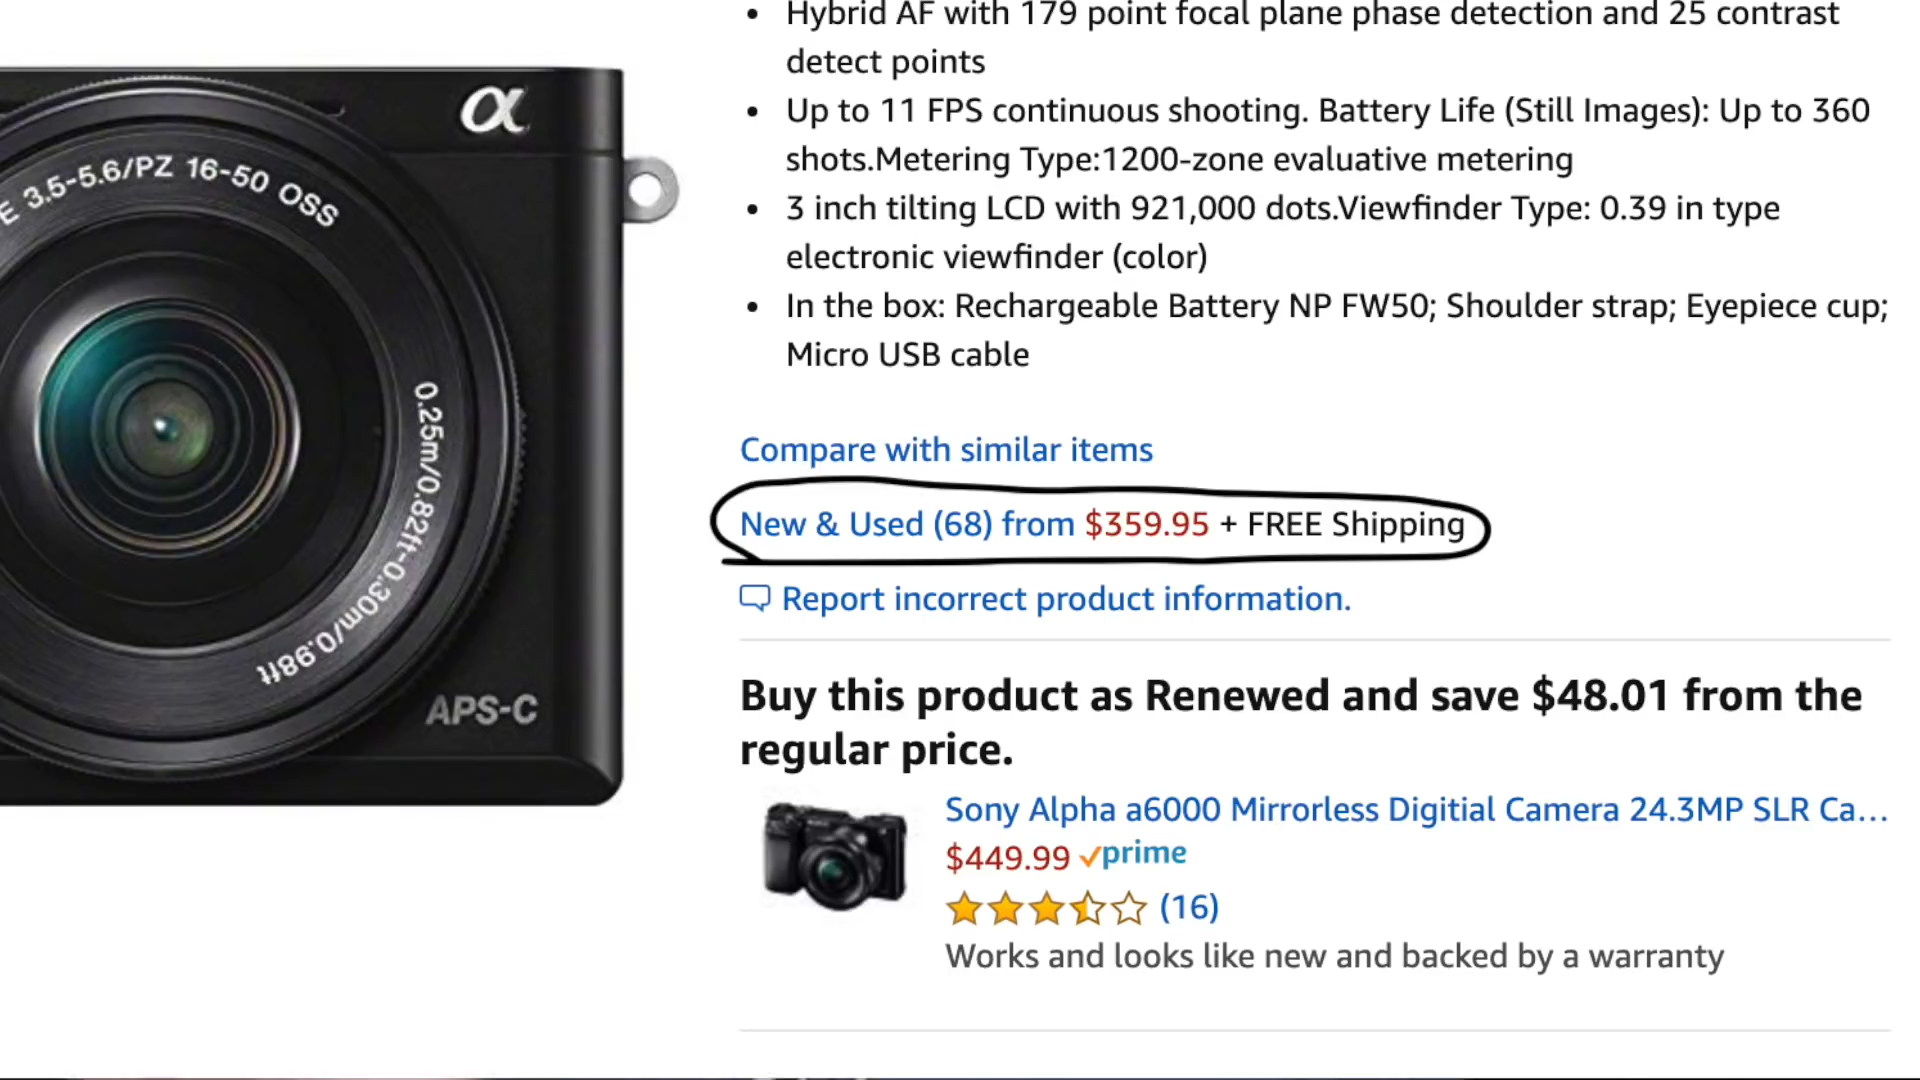 α
E 3.5-5.6/PZ 16-50 OSS
0.25m/0.82ft-0.30m/0.98ft
APS-C
Hybrid AF with 179 point focal plane phase detection and 25 contrast
detect points
Up to 11 FPS continuous shooting. Battery Life (Still Images): Up to 360
shots.Metering Type:1200-zone evaluative metering
3 inch tilting LCD with 921,000 dots.Viewfinder Type: 0.39 in type
electronic viewfinder (color)
In the box: Rechargeable Battery NP FW50; Shoulder strap; Eyepiece cup;
Micro USB cable
Compare with similar items
New & Used (68) from $359.95 + FREE Shipping
Report incorrect product information.
Buy this product as Renewed and save $48.01 from the
regular price.
Sony Alpha a6000 Mirrorless Digitial Camera 24.3MP SLR Ca...
$449.99 prime
(16)
Works and looks like new and backed by a warranty